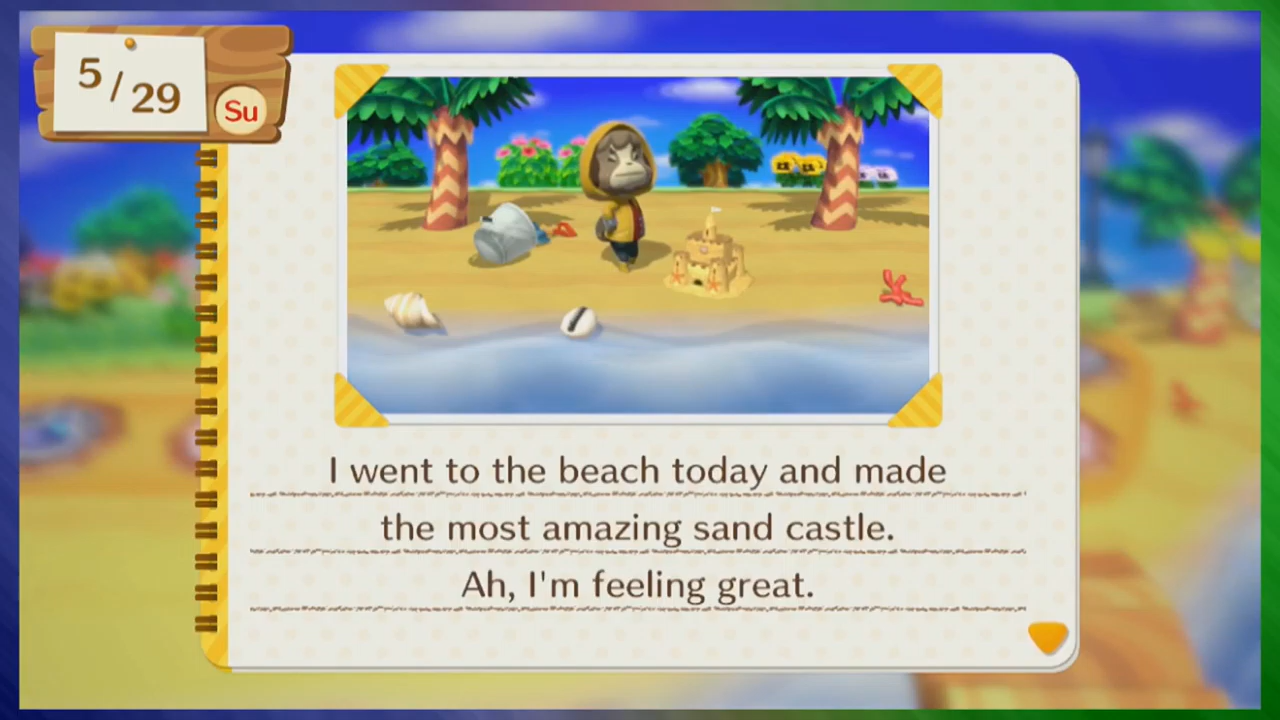 5/29
Su
I went to the beach today and made
the most amazing sand castle.
Ah, I'm feeling great.